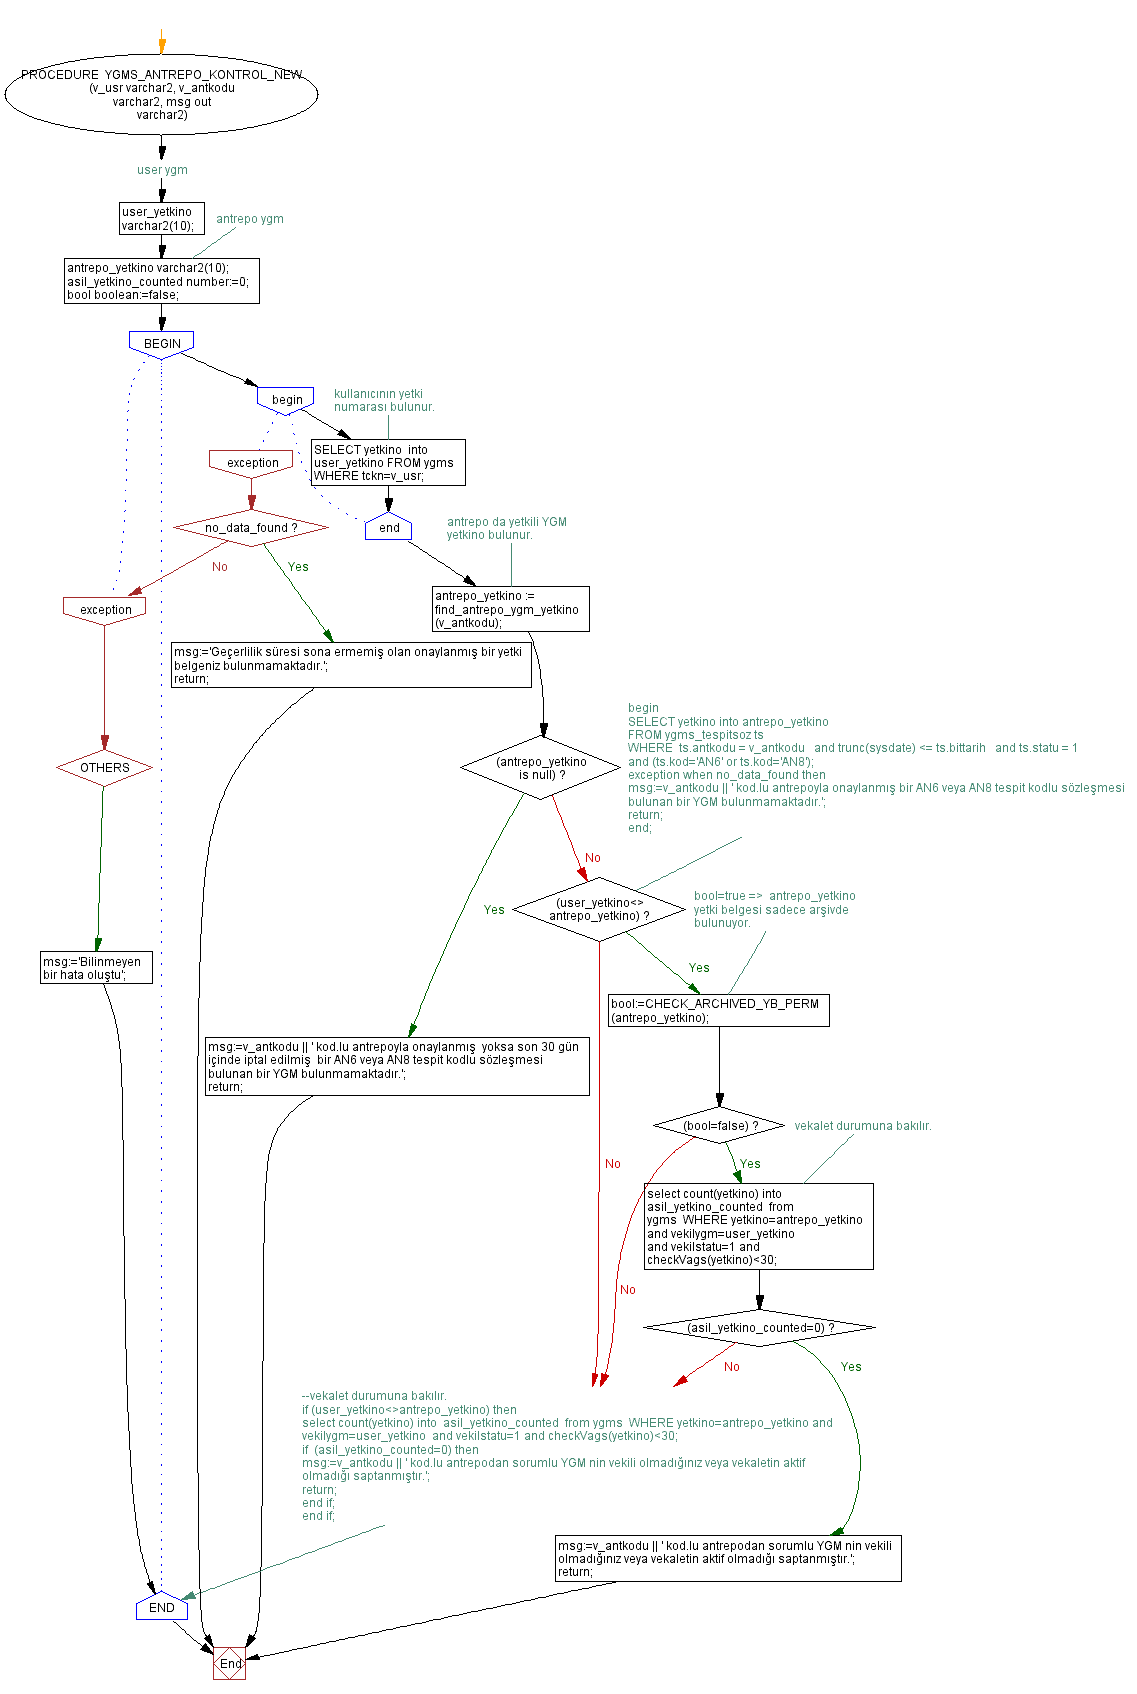 PROCEDURE  YGMS_ANTREPO_KONTROL_NEW
(v_usr varchar2, v_antkodu
varchar2, msg out
varchar2)
user ygm
user_yetkino
varchar2(10);
antrepo ygm
antrepo_yetkino varchar2(10);
asil_yetkino_counted number:=0;
bool boolean:=false;
BEGIN
begin
kullanıcının yetki
numarası bulunur.
SELECT yetkino  into
user_yetkino FROM ygms
WHERE tckn=v_usr;
exception
no_data_found ?
end
antrepo da yetkili YGM
yetkino bulunur.
No
Yes
exception
antrepo_yetkino :=
find_antrepo_ygm_yetkino
(v_antkodu);
msg:='Geçerlilik süresi sona ermemiş olan onaylanmış bir yetki
belgeniz bulunmamaktadır.';
return;
OTHERS
(antrepo_yetkino
is null) ?
begin
SELECT yetkino into antrepo_yetkino
FROM ygms_tespitsoz ts
WHERE  ts.antkodu = v_antkodu   and trunc(sysdate) <= ts.bittarih   and ts.statu = 1
and (ts.kod='AN6' or ts.kod='AN8');
exception when no_data_found then
msg:=v_antkodu || ' kod.lu antrepoyla onaylanmış bir AN6 veya AN8 tespit kodlu sözleşmesi
bulunan bir YGM bulunmamaktadır.';
return;
end;
No
Yes
(user_yetkino<>
antrepo_yetkino) ?
bool=true =>  antrepo_yetkino
yetki belgesi sadece arşivde
bulunuyor.
msg:='Bilinmeyen
bir hata oluştu';
Yes
bool:=CHECK_ARCHIVED_YB_PERM
(antrepo_yetkino);
msg:=v_antkodu || ' kod.lu antrepoyla onaylanmış  yoksa son 30 gün
içinde iptal edilmiş  bir AN6 veya AN8 tespit kodlu sözleşmesi
bulunan bir YGM bulunmamaktadır.';
return;
(bool=false) ?
vekalet durumuna bakılır.
No
Yes
select count(yetkino) into
asil_yetkino_counted  from
ygms  WHERE yetkino=antrepo_yetkino
and vekilygm=user_yetkino
and vekilstatu=1 and
checkVags(yetkino)<30;
No
(asil_yetkino_counted=0) ?
No
Yes
--vekalet durumuna bakılır.
if (user_yetkino<>antrepo_yetkino) then
select count(yetkino) into  asil_yetkino_counted  from ygms  WHERE yetkino=antrepo_yetkino and
vekilygm=user_yetkino  and vekilstatu=1 and checkVags(yetkino)<30;
if  (asil_yetkino_counted=0) then
msg:=v_antkodu || ' kod.lu antrepodan sorumlu YGM nin vekili olmadığınız veya vekaletin aktif
olmadığı saptanmıştır.';
return;
end if;
end if;
msg:=v_antkodu || ' kod.lu antrepodan sorumlu YGM nin vekili
olmadığınız veya vekaletin aktif olmadığı saptanmıştır.';
return;
END
End